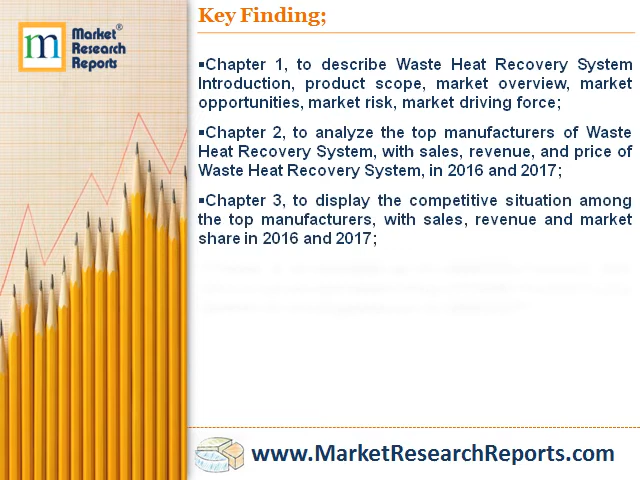 Key Finding;
m
Market®
Research
Reports
▪Chapter 1, to describe Waste Heat Recovery System
Introduction, product scope, market overview, market
opportunities, market risk, market driving force;
▪Chapter 2, to analyze the top manufacturers of Waste
Heat Recovery System, with sales, revenue, and price of
Waste Heat Recovery System, in 2016 and 2017;
▪Chapter 3, to display the competitive situation among
the top manufacturers, with sales, revenue and market
share in 2016 and 2017;
www.MarketResearchReports.com